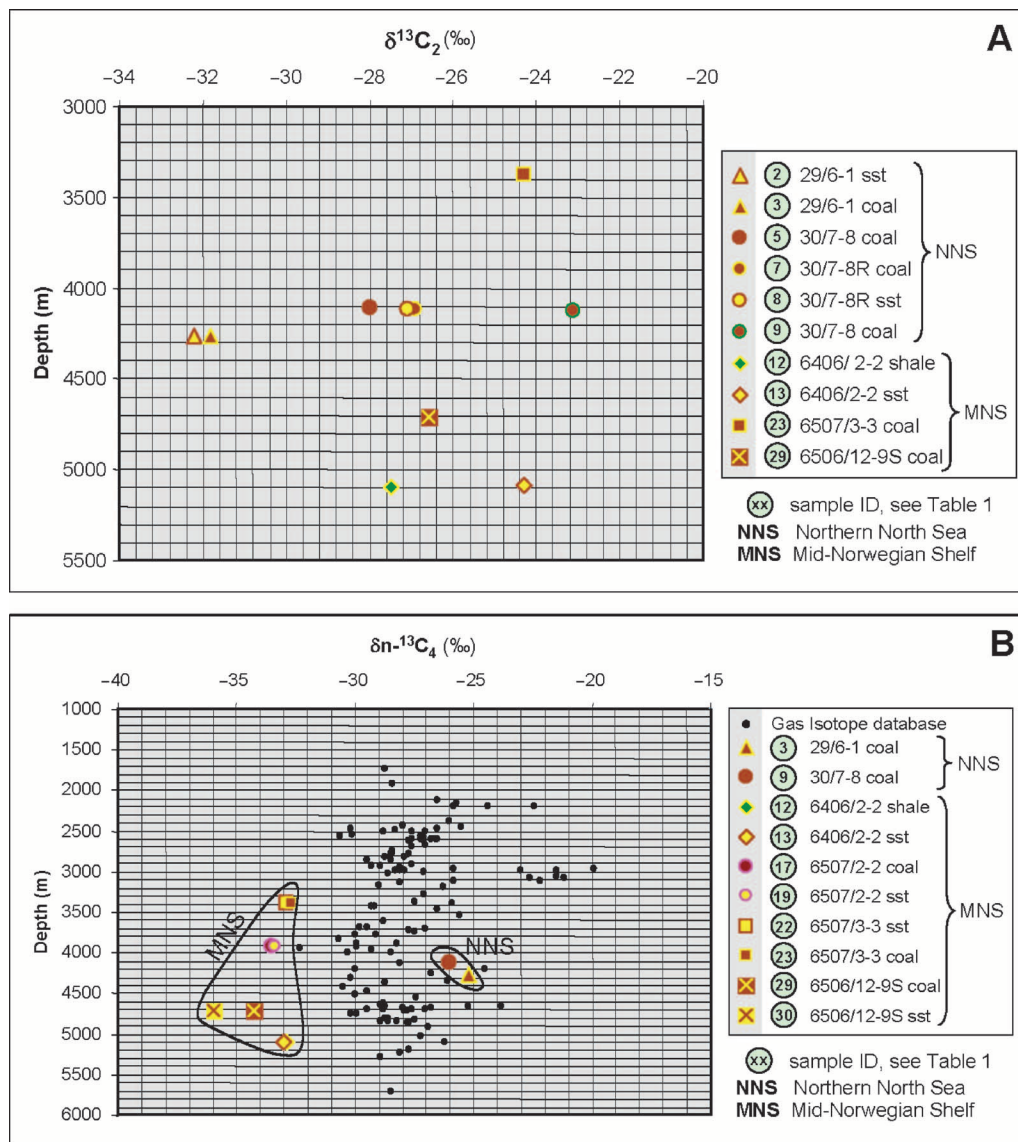 A
δ13C2 (‰)
−34 −32 −30 −28 −26 −24 −22 −20
Depth (m)
3000
3500
4000
4500
5000
5500
2 29/6-1 sst
3 29/6-1 coal
5 30/7-8 coal
7 30/7-8R coal
8 30/7-8R sst
9 30/7-8 coal
NNS
12 6406/ 2-2 shale
13 6406/2-2 sst
23 6507/3-3 coal
29 6506/12-9S coal
MNS
xx sample ID, see Table 1
NNS Northern North Sea
MNS Mid-Norwegian Shelf
B
δn-13C4 (‰)
−40 −35 −30 −25 −20 −15
Depth (m)
1000
1500
2000
2500
3000
3500
4000
4500
5000
5500
6000
MNS
NNS
Gas Isotope database
3 29/6-1 coal
9 30/7-8 coal
NNS
12 6406/2-2 shale
13 6406/2-2 sst
17 6507/2-2 coal
19 6507/2-2 sst
22 6507/3-3 sst
23 6507/3-3 coal
29 6506/12-9S coal
30 6506/12-9S sst
MNS
xx sample ID, see Table 1
NNS Northern North Sea
MNS Mid-Norwegian Shelf